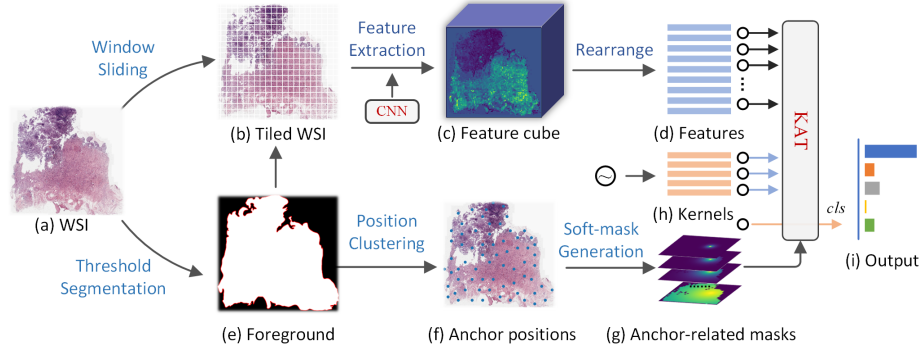 Window
Sliding
Feature
Extraction
CNN
Rearrange
(a) WSI
(b) Tiled WSI
(c) Feature cube
(d) Features
KAT
~
(h) Kernels
cls
Threshold
Segmentation
Position
Clustering
Soft-mask
Generation
(i) Output
(e) Foreground
(f) Anchor positions
(g) Anchor-related masks